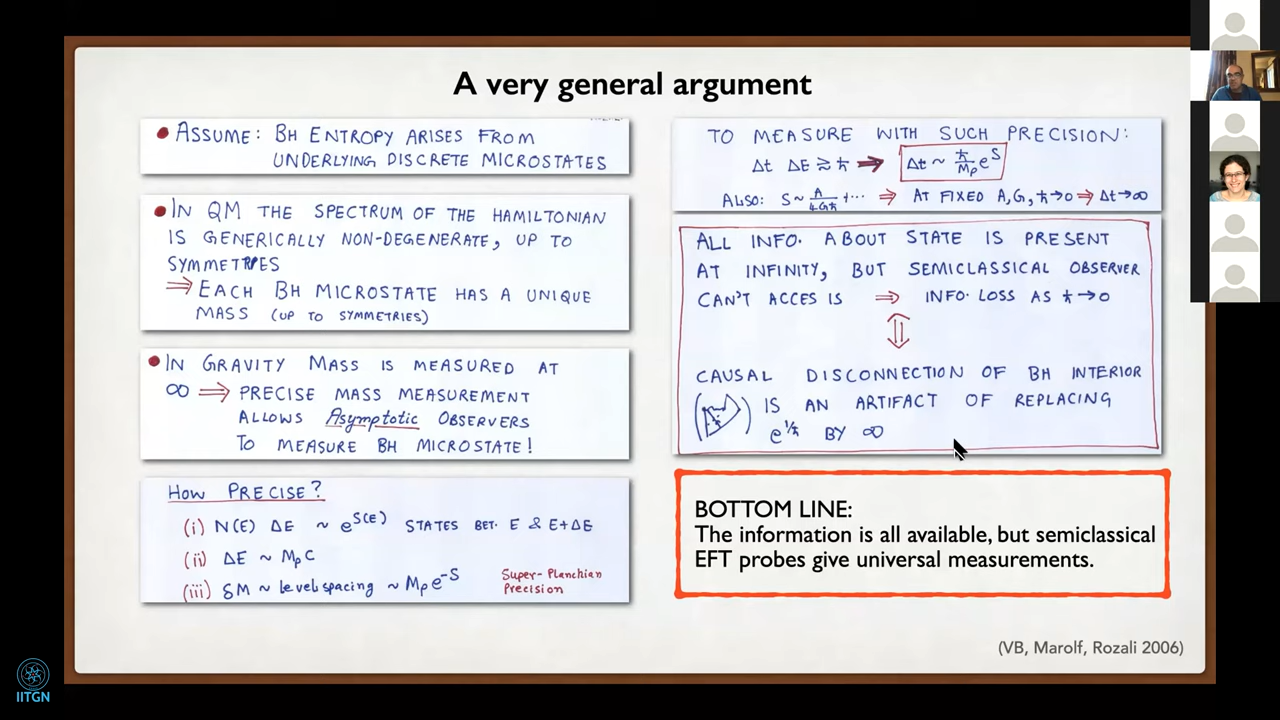 A very general argument
• ASSUME: BH ENTROPY ARISES FROM
UNDERLYING DISCRETE MICROSTATES
• IN QM THE SPECTRUM OF THE HAMILTONIAN
IS GENERICALLY NON-DEGENERATE, UP TO
SYMMETRIES
⇒ EACH BH MICROSTATE HAS A UNIQUE
MASS (UP TO SYMMETRIES)
• IN GRAVITY MASS IS MEASURED AT
∞ ⇒ PRECISE MASS MEASUREMENT
ALLOWS Asymptotic OBSERVERS
TO MEASURE BH MICROSTATE!
HOW PRECISE?
(i) N(E) ΔE ~ e^S(E) STATES BET. E & E+ΔE
(ii) ΔE ~ Mpc
(iii) δM ~ level spacing ~ Mp e^-S
Super-Planckian
Precision
TO MEASURE WITH SUCH PRECISION:
Δt ΔE ≳ ħ ⇒ Δt ~ ħ/Mp e^S
ALSO: S ~ A/4Għ + ... ⇒ AT FIXED A, G, ħ→0 ⇒ Δt→∞
ALL INFO. ABOUT STATE IS PRESENT
AT INFINITY, BUT SEMICLASSICAL OBSERVER
CAN'T ACCES IS ⇒ INFO. LOSS AS ħ→0
⇕
CAUSAL DISCONNECTION OF BH INTERIOR
( ) IS AN ARTIFACT OF REPLACING
e^1/ħ BY ∞
BOTTOM LINE:
The information is all available, but semiclassical
EFT probes give universal measurements.
(VB, Marolf, Rozali 2006)
IITGN